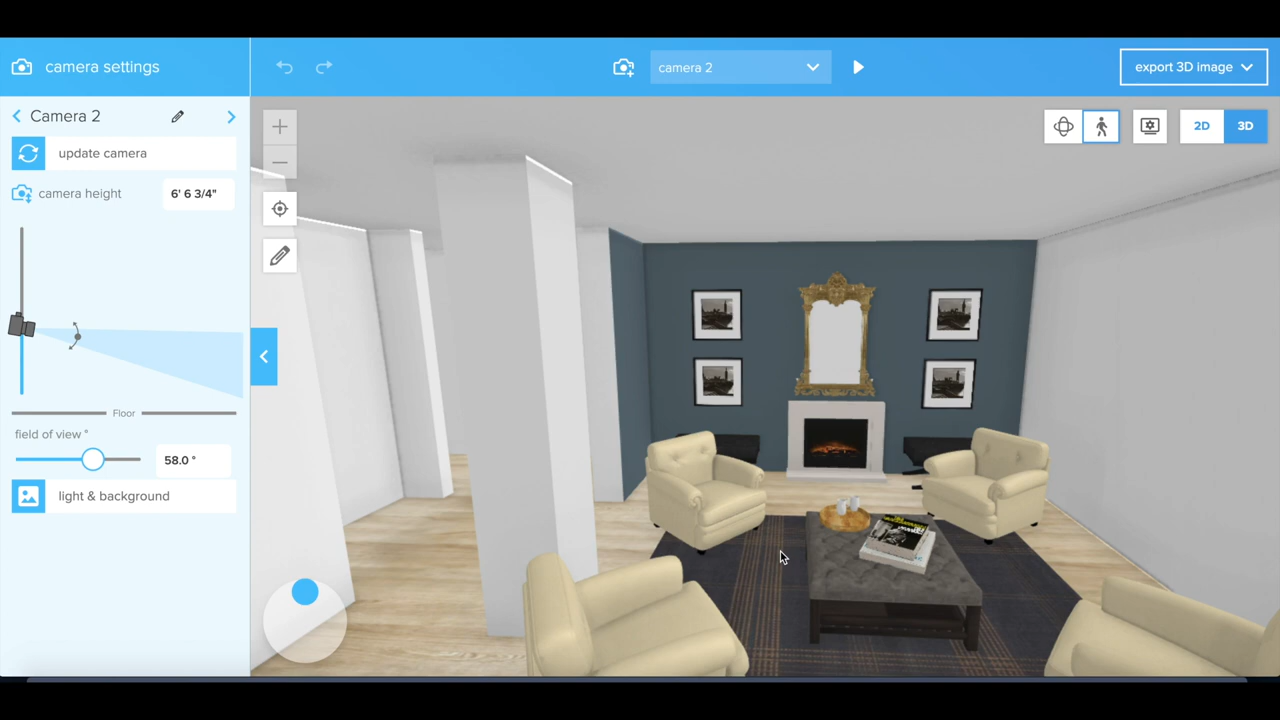 camera settings
camera 2
export 3D image
Camera 2
update camera
camera height
6' 6 3/4"
Floor
field of view °
58.0 °
light & background
2D
3D